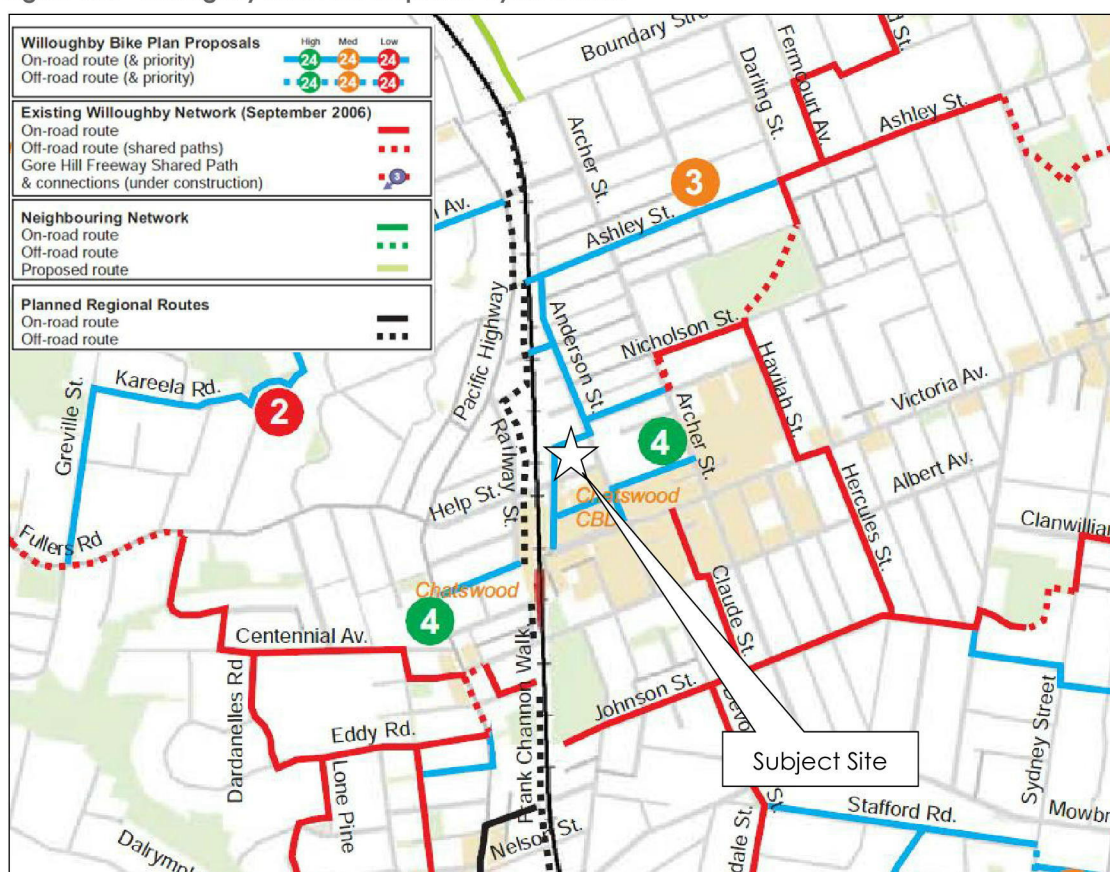 Willoughby Bike Plan Proposals
High Med Low
On-road route (& priority) 24 24 24
Off-road route (& priority) 24 24 24
Existing Willoughby Network (September 2006)
On-road route
Off-road route (shared paths)
Gore Hill Freeway Shared Path
& connections (under construction) 3
Neighbouring Network
On-road route
Off-road route
Proposed route
Planned Regional Routes
On-road route
Off-road route
Boundary
Darling St.
Fermcourt Av.
Ashley St.
Archer St.
3
Av.
Ashley St.
Pacific Highway
Anderson St.
Nicholson St.
Havilah St.
Victoria Av.
Kareela Rd.
2
Greville St.
Railway St.
Archer St.
4
Albert Av.
Help St.
Chatswood
CBD
Hercules St.
Clanwillia
Fullers Rd
Chatswood
4
Claude St.
Centennial Av.
Frank Channon Walk
Dardanelles Rd
Johnson St.
Eddy Rd.
Subject Site
Sydney Street
Lone Pine
Stafford Rd.
Nelson St.
dale St.
Dalrymp